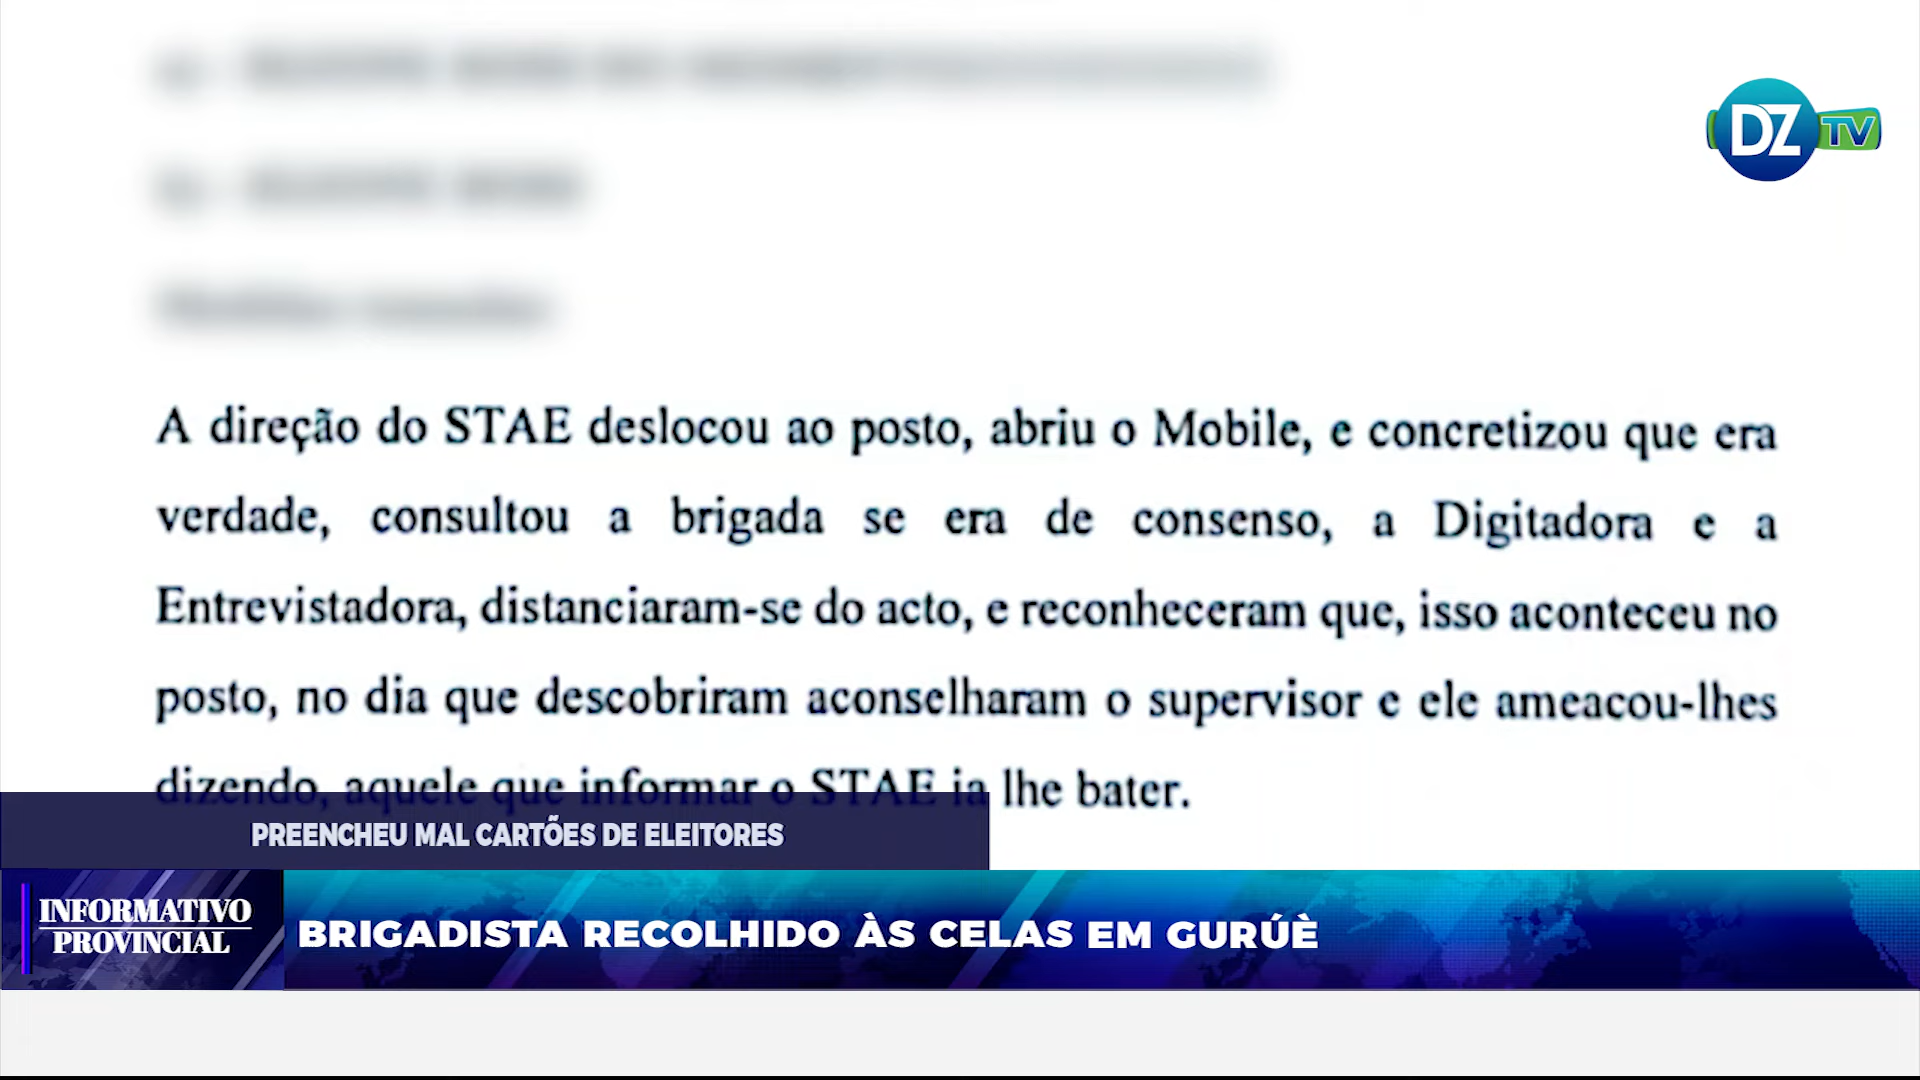 DZ TV
A direção do STAE deslocou ao posto, abriu o Mobile, e concretizou que era
verdade, consultou a brigada se era de consenso, a Digitadora e a
Entrevistadora, distanciaram-se do acto, e reconheceram que, isso aconteceu no
posto, no dia que descobriram aconselharam o supervisor e ele ameacou-lhes
dizendo, aquele que informar o STAE ia lhe bater.
PREENCHEU MAL CARTÕES DE ELEITORES
INFORMATIVO
PROVINCIAL
BRIGADISTA RECOLHIDO ÀS CELAS EM GURÚÈ